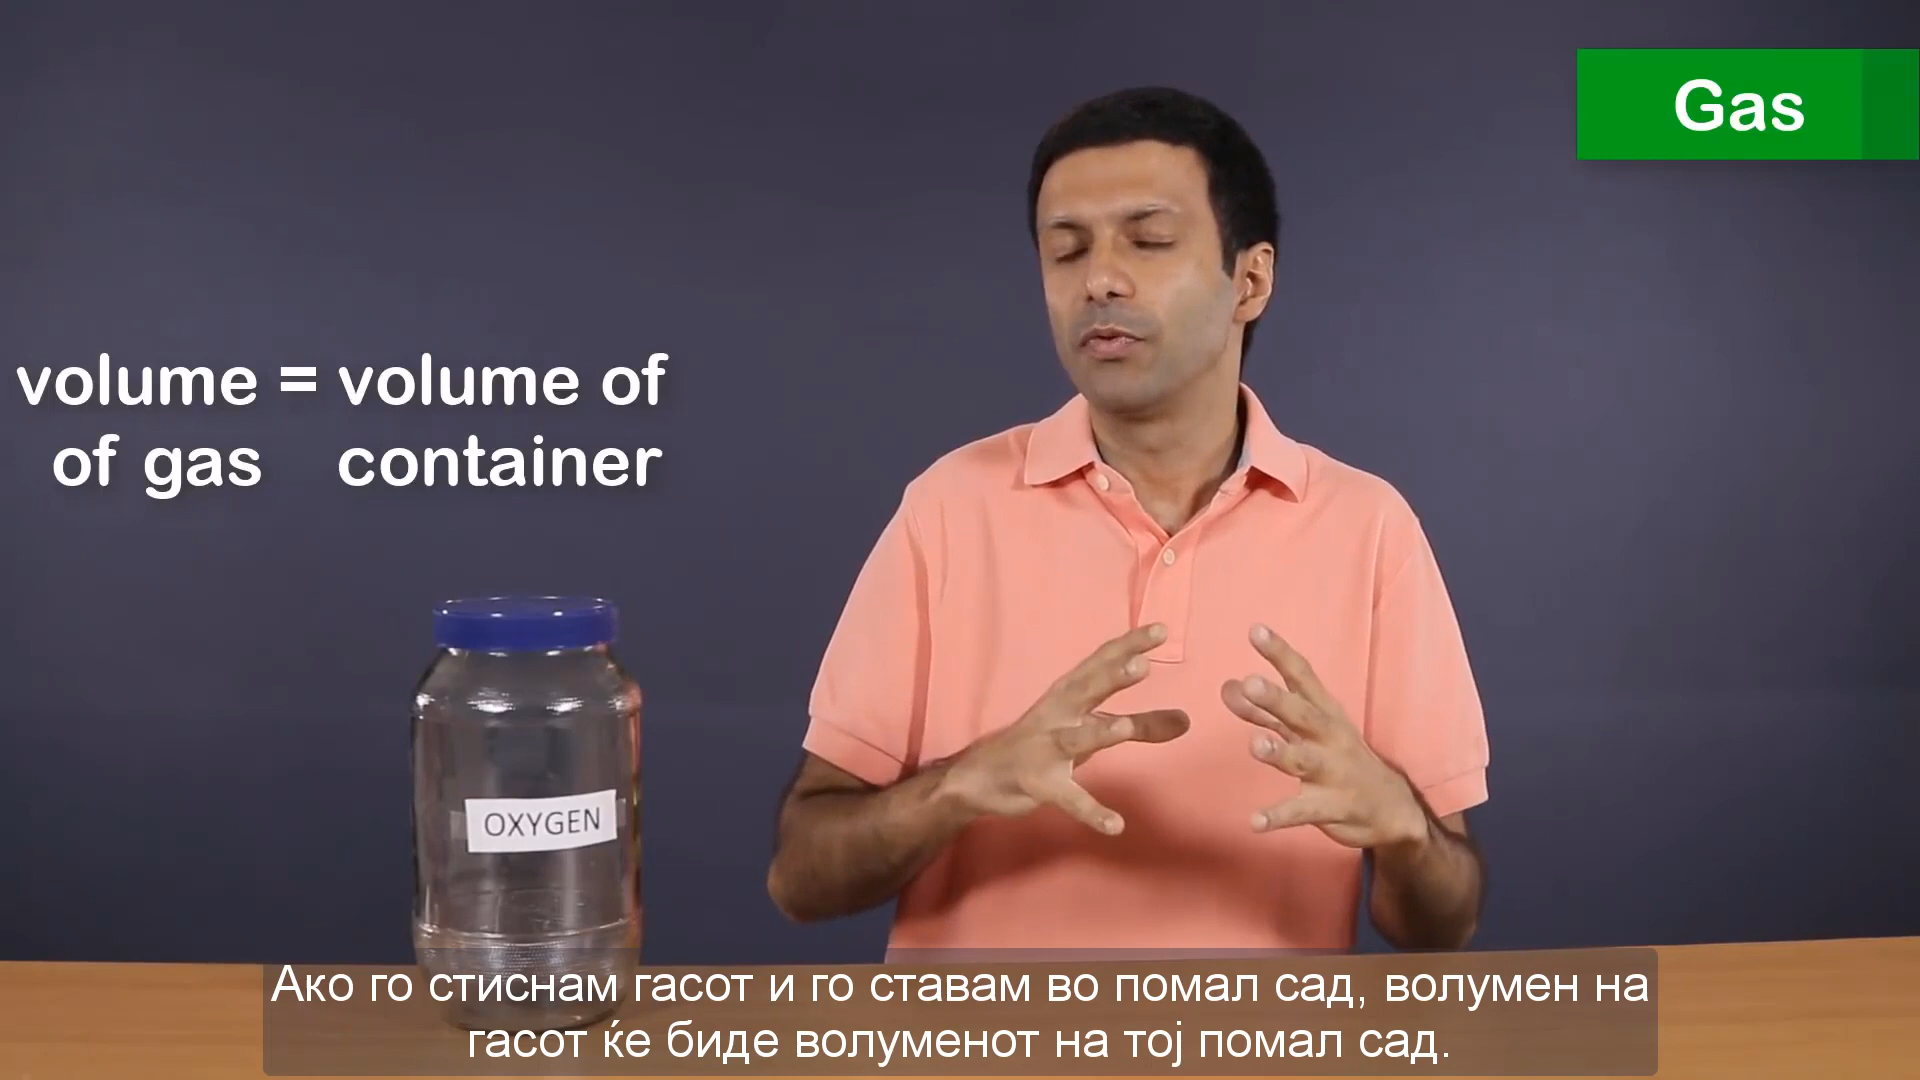 Gas
volume = volume of
of gas container
OXYGEN
Ако го стиснам гасот и го ставам во помал сад, волумен на
гасот ќе биде волуменот на тој помал сад.